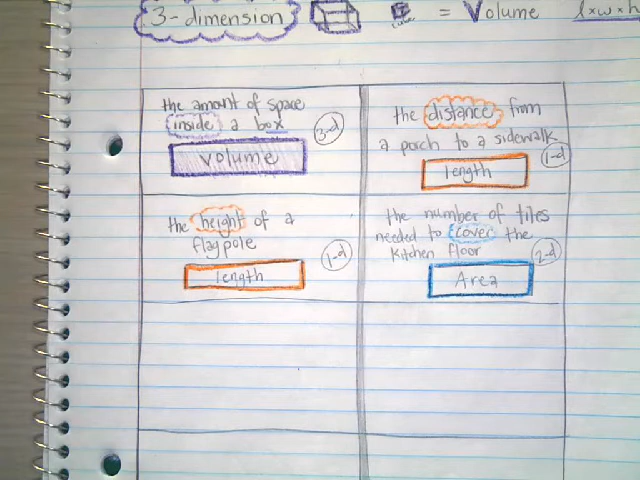 3-dimension = Volume l×w×h
the amount of space
inside a box
3-d
Volume
the distance from
a porch to a sidewalk
1-d
length
the height of a
flagpole
1-d
length
the number of tiles
needed to cover the
kitchen floor
2-d
Area